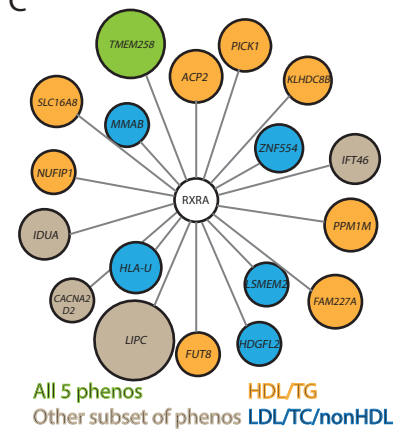 C
TMEM258
PICK1
ACP2
KLHDC8B
SLC16A8
MMAB
ZNF554
IFT46
NUFIP1
RXRA
IDUA
PPM1M
HLA-U
LSMEM2
CACNA2
D2
FAM227A
LIPC
FUT8
HDGFL2
All 5 phenos HDL/TG
Other subset of phenos LDL/TC/nonHDL